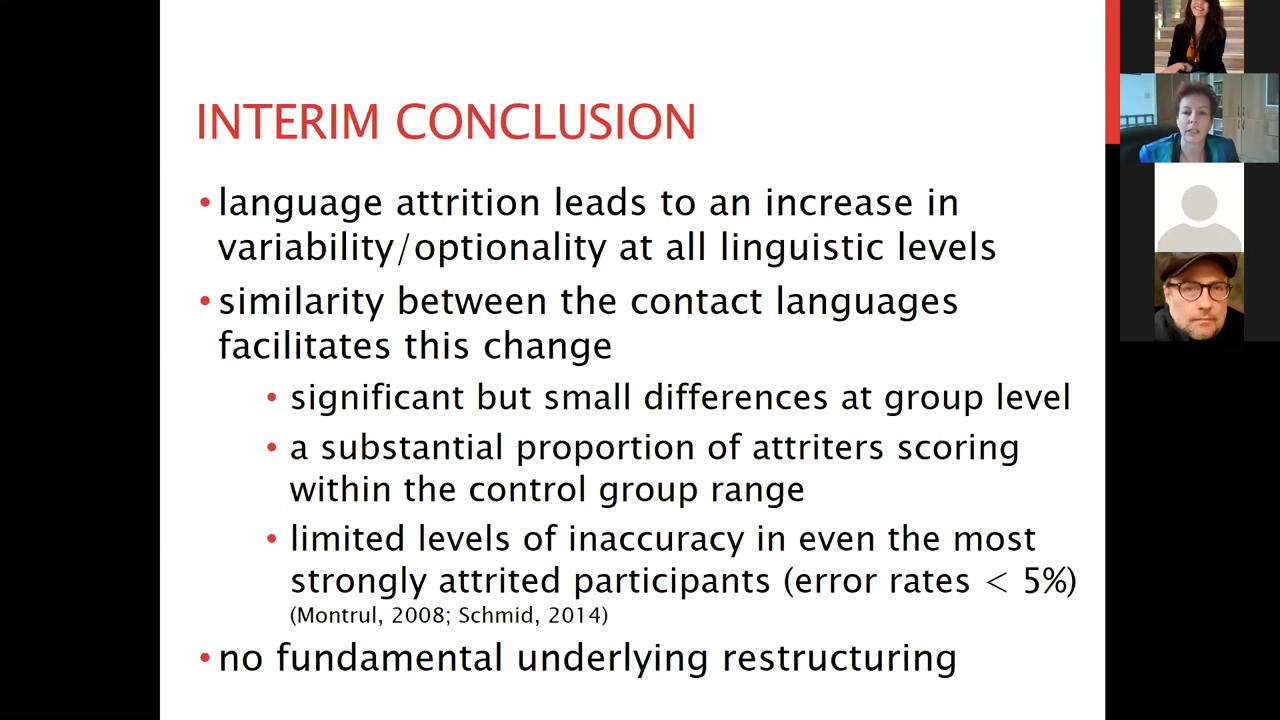 INTERIM CONCLUSION
• language attrition leads to an increase in
variability/optionality at all linguistic levels
• similarity between the contact languages
facilitates this change
• significant but small differences at group level
• a substantial proportion of attriters scoring
within the control group range
• limited levels of inaccuracy in even the most
strongly attrited participants (error rates < 5%)
(Montrul, 2008; Schmid, 2014)
• no fundamental underlying restructuring